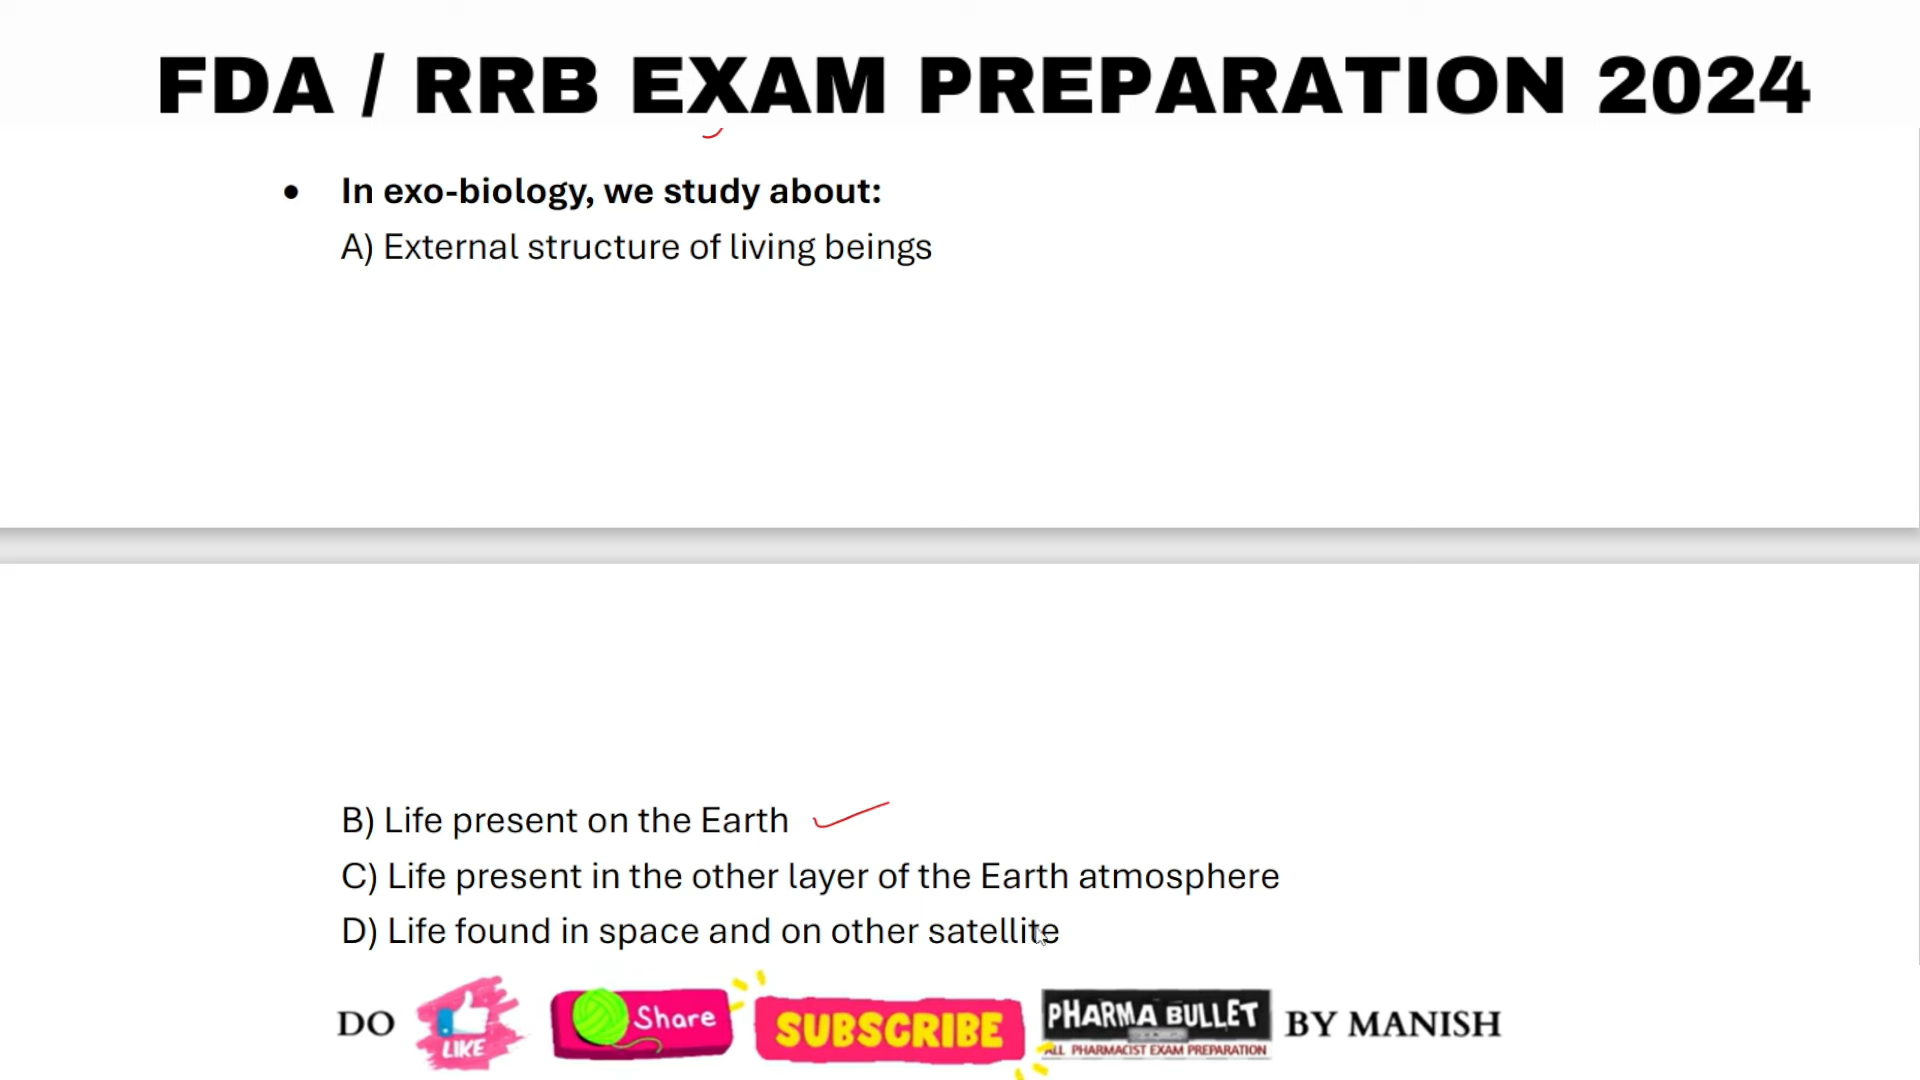 FDA / RRB EXAM PREPARATION 2024
• In exo-biology, we study about:
A) External structure of living beings
B) Life present on the Earth
C) Life present in the other layer of the Earth atmosphere
D) Life found in space and on other satellite
DO LIKE Share SUBSCRIBE PHARMA BULLET BY MANISH
ALL PHARMACIST EXAM PREPARATION